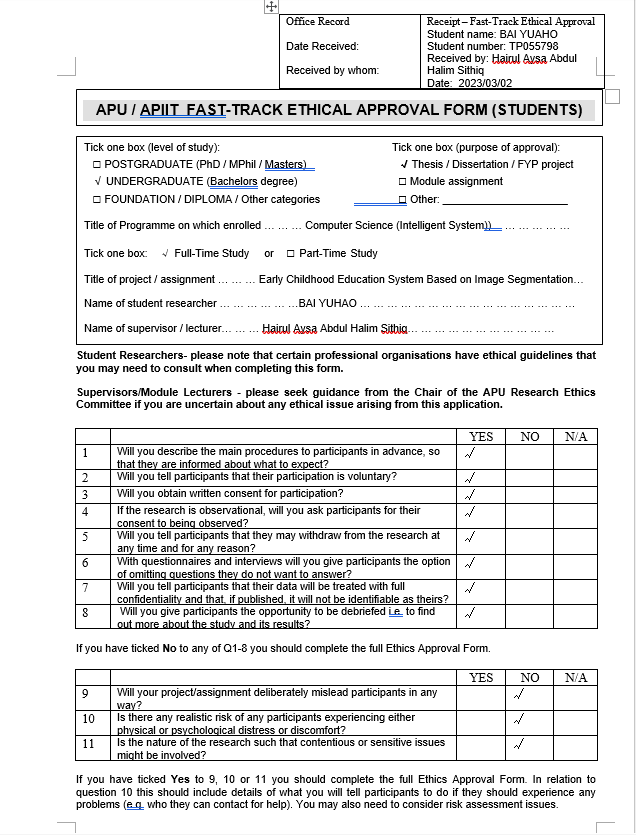 Office Record
Receipt – Fast-Track Ethical Approval
Student name: BAI YUAHO
Date Received:
Student number: TP055798
Received by: Hairul Aysa Abdul
Received by whom:
Halim Sithiq
Date: 2023/03/02
APU / APIIT FAST-TRACK ETHICAL APPROVAL FORM (STUDENTS)
Tick one box (level of study): Tick one box (purpose of approval):
☐ POSTGRADUATE (PhD / MPhil / Masters) √ Thesis / Dissertation / FYP project
√ UNDERGRADUATE (Bachelors degree) ☐ Module assignment
☐ FOUNDATION / DIPLOMA / Other categories ☐ Other: ____________________
Title of Programme on which enrolled … … … Computer Science (Intelligent System)) … … … … …
Tick one box: √ Full-Time Study or ☐ Part-Time Study
Title of project / assignment … … … Early Childhood Education System Based on Image Segmentation…
Name of student researcher … … … … …BAI YUHAO … … … … … … … … … … … … … … …
Name of supervisor / lecturer… … … Hairul Aysa Abdul Halim Sithiq… … … … … … … … … …
Student Researchers- please note that certain professional organisations have ethical guidelines that
you may need to consult when completing this form.
Supervisors/Module Lecturers - please seek guidance from the Chair of the APU Research Ethics
Committee if you are uncertain about any ethical issue arising from this application.
YES NO N/A
1 Will you describe the main procedures to participants in advance, so √
that they are informed about what to expect?
2 Will you tell participants that their participation is voluntary? √
3 Will you obtain written consent for participation? √
4 If the research is observational, will you ask participants for their √
consent to being observed?
5 Will you tell participants that they may withdraw from the research at √
any time and for any reason?
6 With questionnaires and interviews will you give participants the option √
of omitting questions they do not want to answer?
7 Will you tell participants that their data will be treated with full √
confidentiality and that, if published, it will not be identifiable as theirs?
8 Will you give participants the opportunity to be debriefed i.e. to find √
out more about the study and its results?
If you have ticked No to any of Q1-8 you should complete the full Ethics Approval Form.
YES NO N/A
9 Will your project/assignment deliberately mislead participants in any √
way?
10 Is there any realistic risk of any participants experiencing either √
physical or psychological distress or discomfort?
11 Is the nature of the research such that contentious or sensitive issues √
might be involved?
If you have ticked Yes to 9, 10 or 11 you should complete the full Ethics Approval Form. In relation to
question 10 this should include details of what you will tell participants to do if they should experience any
problems (e.g. who they can contact for help). You may also need to consider risk assessment issues.